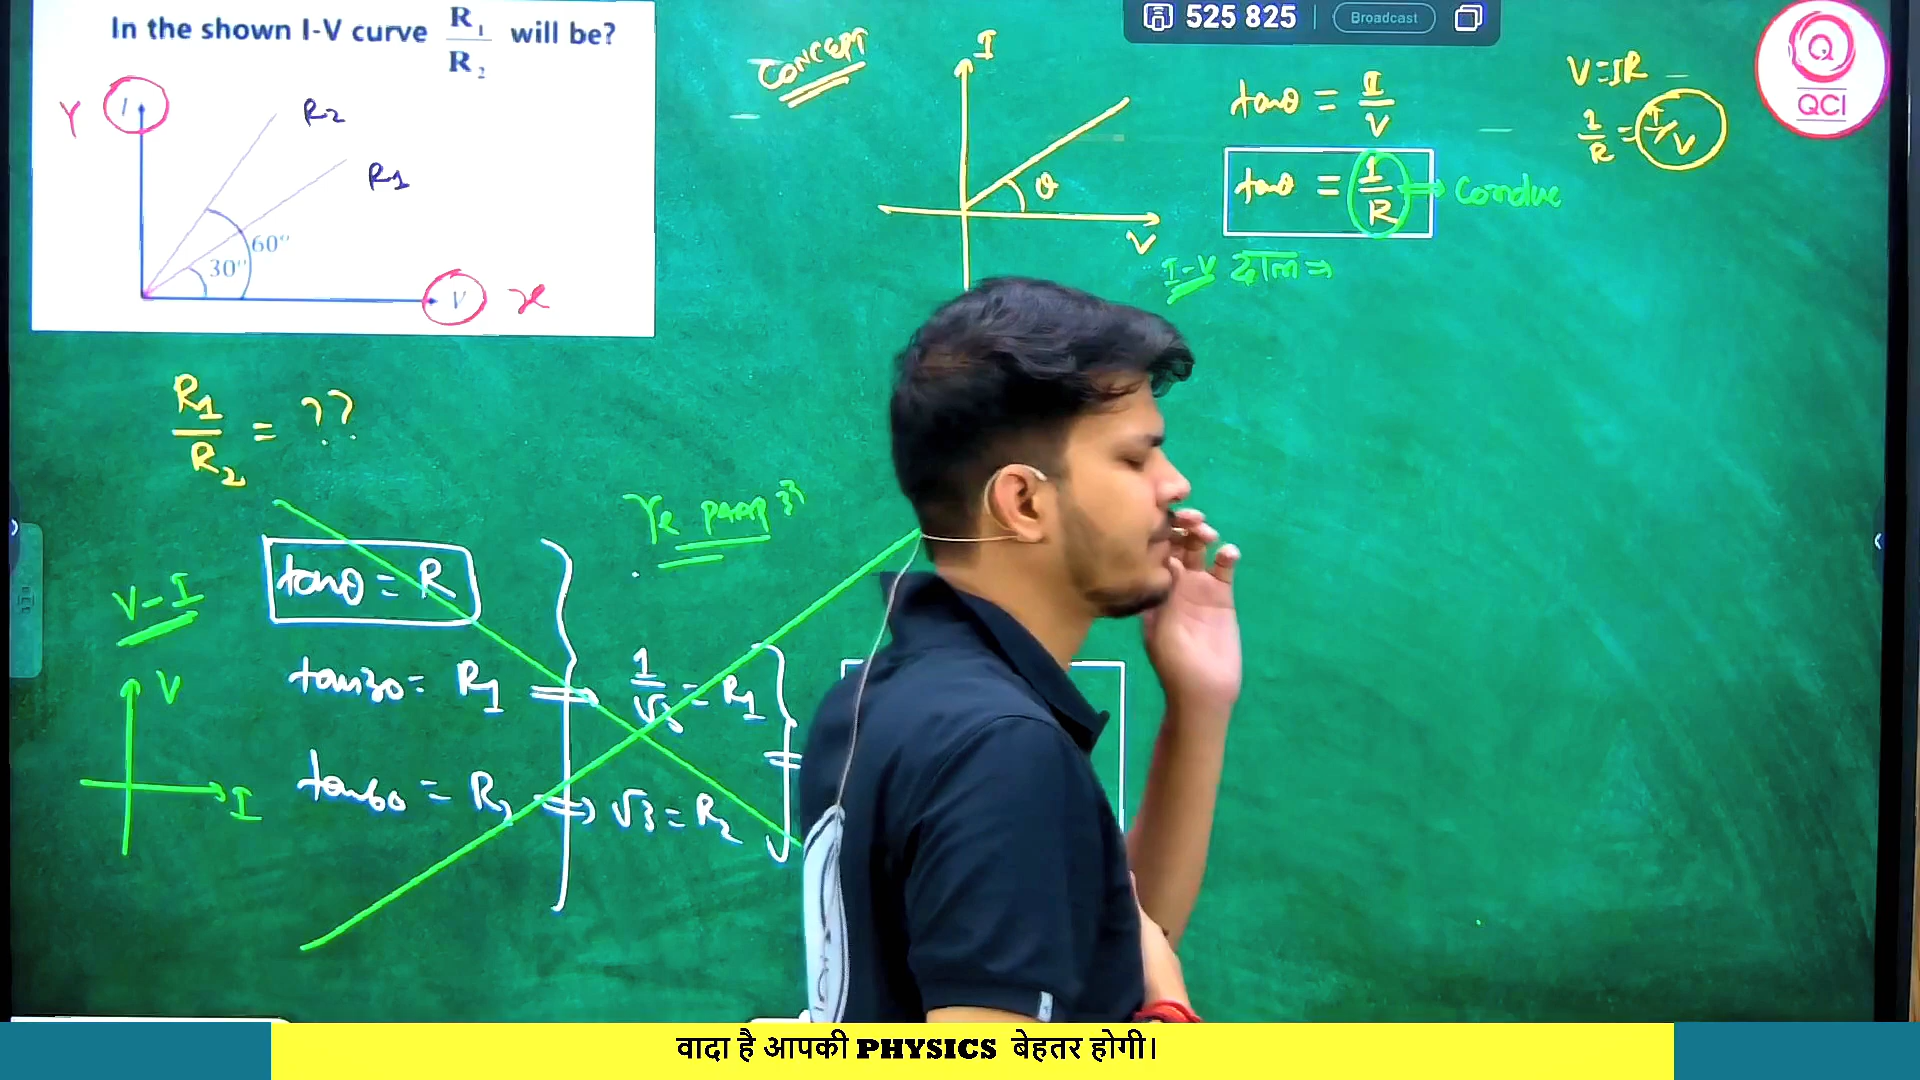 In the shown I-V curve R₁/R₂ will be?
Y
I
R2
R1
60°
30°
V
x
CONCEPT
I
θ
V
525 825
Broadcast
tanθ = I/V
tanθ = 1/R → Conduc
I-V ढाल ⇒
V=IR
1/R = I/V
QCI
R1/R2 = ??
V-I
V
I
tanθ = R
tan30 = R1 ⇒ 1/√3 = R1
tan60 = R2 ⇒ √3 = R2
वादा है आपकी PHYSICS बेहतर होगी।